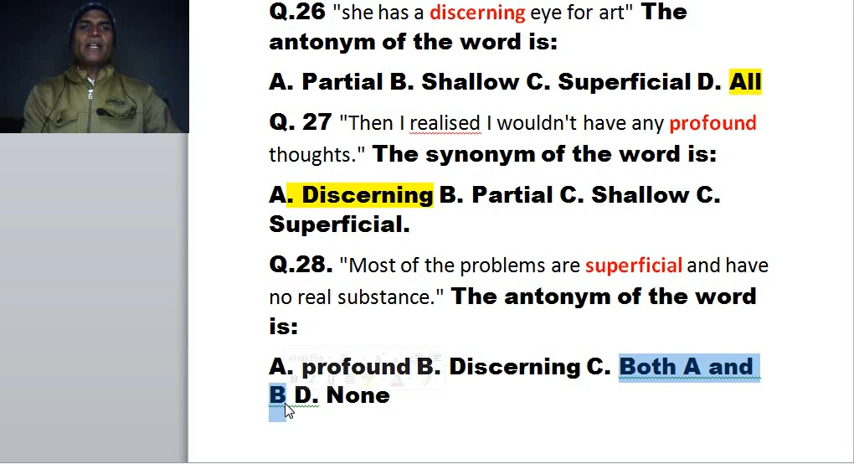 Q.26 "she has a discerning eye for art" The
antonym of the word is:
A. Partial B. Shallow C. Superficial D. All
Q. 27 "Then I realised I wouldn't have any profound
thoughts." The synonym of the word is:
A. Discerning B. Partial C. Shallow C.
Superficial.
Q.28. "Most of the problems are superficial and have
no real substance." The antonym of the word
is:
A. profound B. Discerning C. Both A and
B D. None